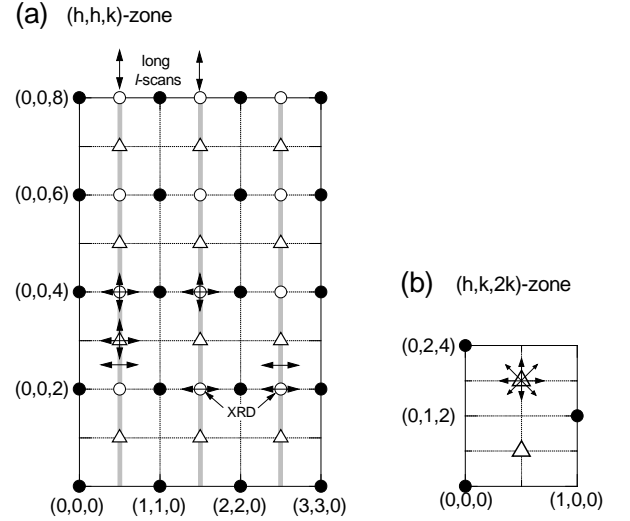 (a) (h,h,k)-zone
long
l-scans
(0,0,8)
(0,0,6)
(0,0,4)
(0,0,2)
XRD
(0,0,0) (1,1,0) (2,2,0) (3,3,0)
(b) (h,k,2k)-zone
(0,2,4)
(0,1,2)
(0,0,0) (1,0,0)